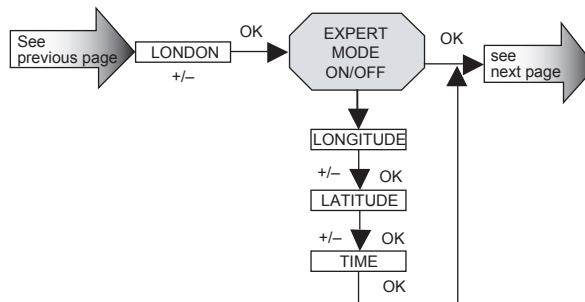 See
previous page
LONDON
+/–
OK
EXPERT
MODE
ON/OFF
OK
see
next page
LONGITUDE
+/– OK
LATITUDE
+/– OK
TIME
OK